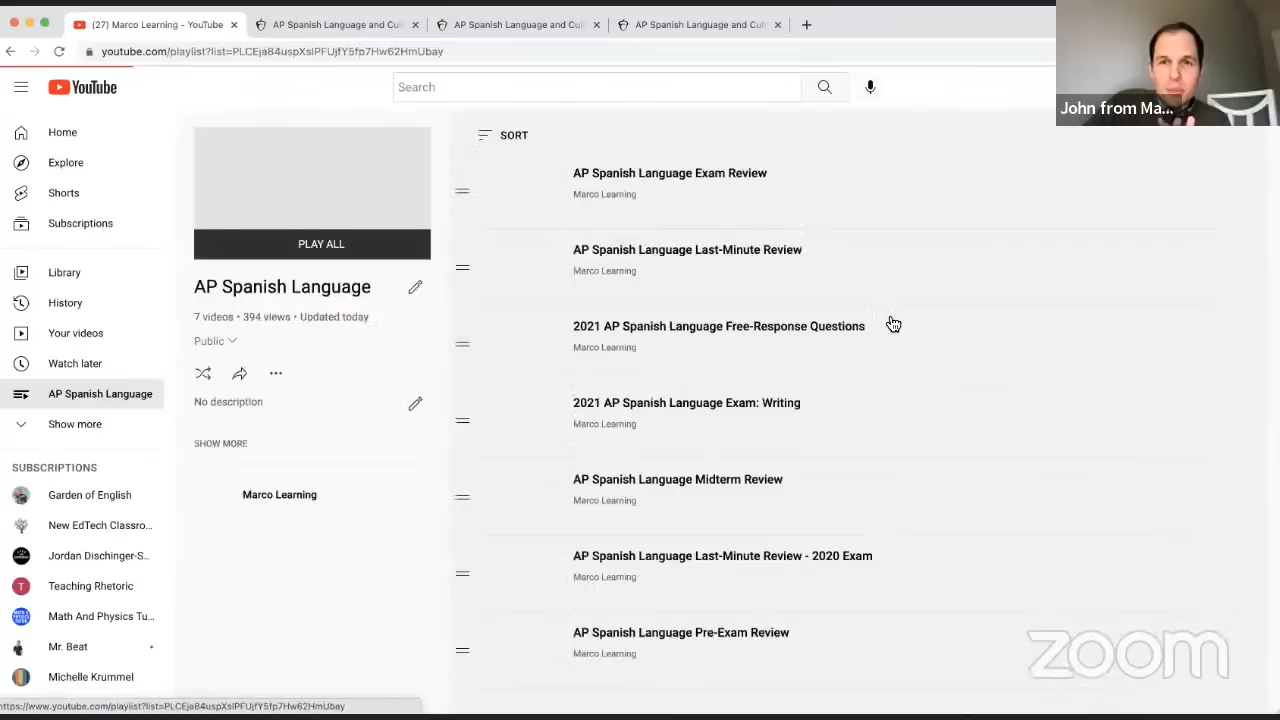 (27) Marco Learning - YouTube
AP Spanish Language and Cult
AP Spanish Language and Cult
AP Spanish Language and Cult
youtube.com/playlist?list=PLCEja84uspXslPFUjfY5fp7Hw62HmUbay
YouTube
Search
John from Ma...
Home
Explore
Shorts
Subscriptions
Library
History
Your videos
Watch later
AP Spanish Language
Show more
SUBSCRIPTIONS
Garden of English
New EdTech Classro...
Jordan Dischinger-S...
Teaching Rhetoric
Math And Physics Tu...
Mr. Beat
Michelle Krummel
PLAY ALL
AP Spanish Language
7 videos • 394 views • Updated today
Public
No description
SHOW MORE
Marco Learning
SORT
AP Spanish Language Exam Review
Marco Learning
AP Spanish Language Last-Minute Review
Marco Learning
2021 AP Spanish Language Free-Response Questions
Marco Learning
2021 AP Spanish Language Exam: Writing
Marco Learning
AP Spanish Language Midterm Review
Marco Learning
AP Spanish Language Last-Minute Review - 2020 Exam
Marco Learning
AP Spanish Language Pre-Exam Review
Marco Learning
zoom
https://www.youtube.com/playlist?list=PLCEja84uspXslPFUjfY5fp7Hw62HmUbay